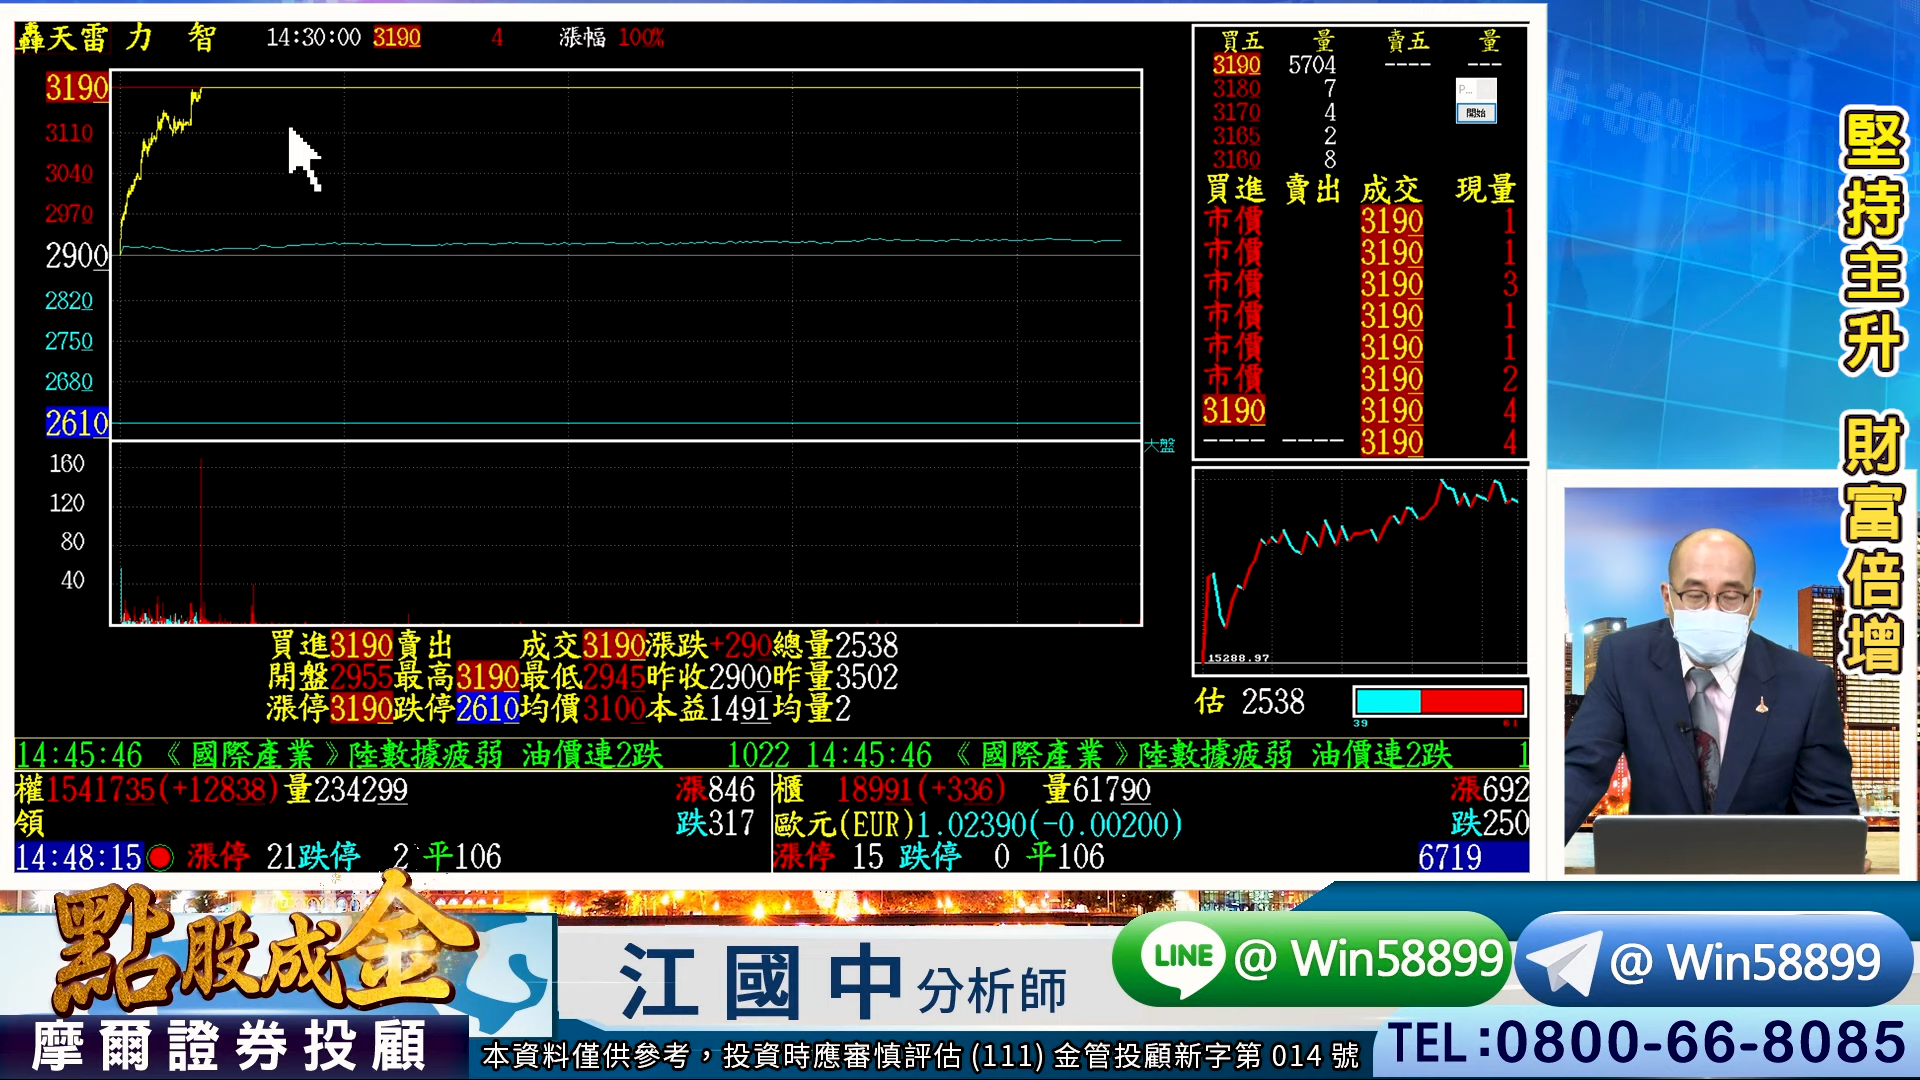 轟天雷 力 智 14:30:00 3190 4 漲幅 100%
3190
3110
3040
2970
2900
2820
2750
2680
2610
大盤
160
120
80
40
買五 量 賣五 量
3190 5704 ---- ---
3180 7
3170 4
3165 2
3160 8
P...
開始
買進 賣出 成交 現量
市價 3190 1
市價 3190 1
市價 3190 3
市價 3190 1
市價 3190 1
市價 3190 2
3190 3190 4
---- ---- 3190 4
15288.97
估 2538
39 61
買進3190賣出 成交3190漲跌+290總量2538
開盤2955最高3190最低2945昨收2900昨量3502
漲停3190跌停2610均價3100本益1491均量2
14:45:46《國際產業》陸數據疲弱 油價連2跌 1022 14:45:46《國際產業》陸數據疲弱 油價連2跌 1
權1541735(+12838)量234299 漲846
領 跌317
14:48:15 漲停 21跌停 2平106
櫃 18991(+336) 量61790 漲692
歐元(EUR)1.02390(-0.00200) 跌250
漲停 15 跌停 0 平106 6719
堅持主升 財富倍增
點股成金
摩爾證券投顧
江國中 分析師
LINE @ Win58899
@ Win58899
TEL:0800-66-8085
本資料僅供參考，投資時應審慎評估 (111) 金管投顧新字第 014 號